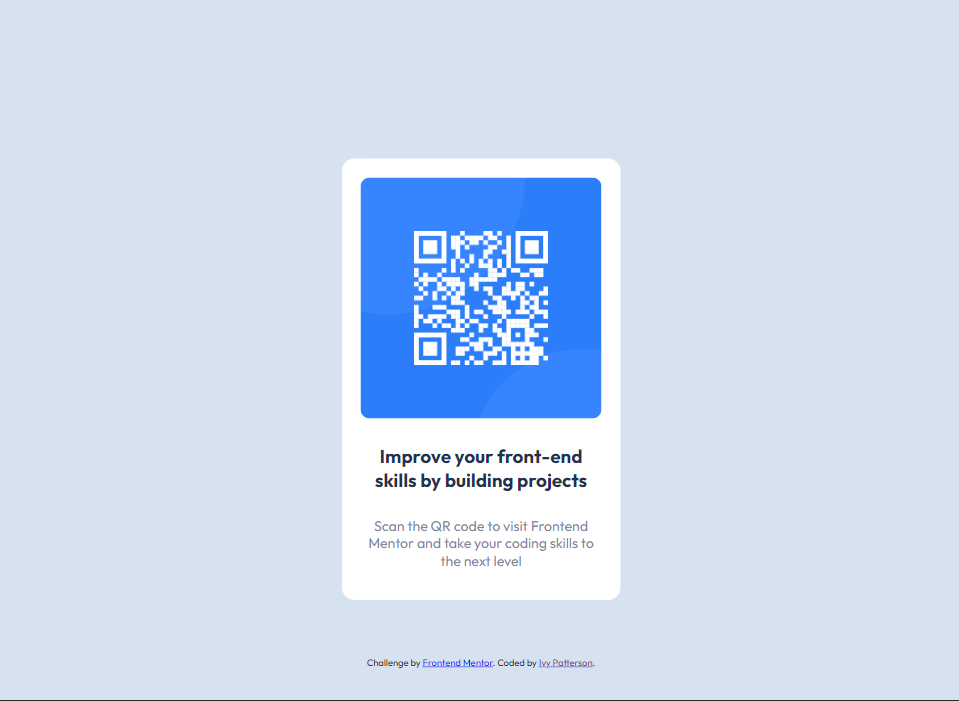 Improve your front-end
skills by building projects
Scan the QR code to visit Frontend
Mentor and take your coding skills to
the next level
Challenge by Frontend Mentor. Coded by Ivy Patterson.